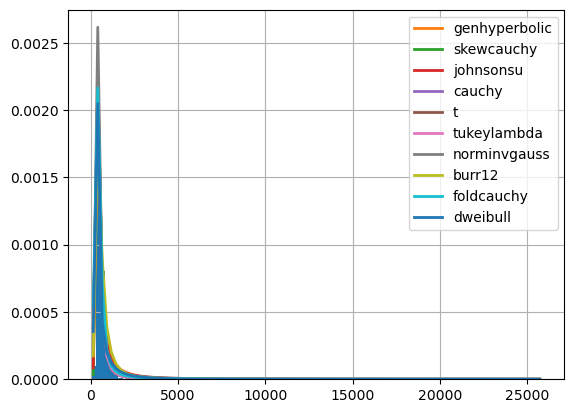 0.0025
0.0020
0.0015
0.0010
0.0005
0.0000
0
5000
10000
15000
20000
25000
genhyperbolic
skewcauchy
johnsonsu
cauchy
t
tukeylambda
norminvgauss
burr12
foldcauchy
dweibull